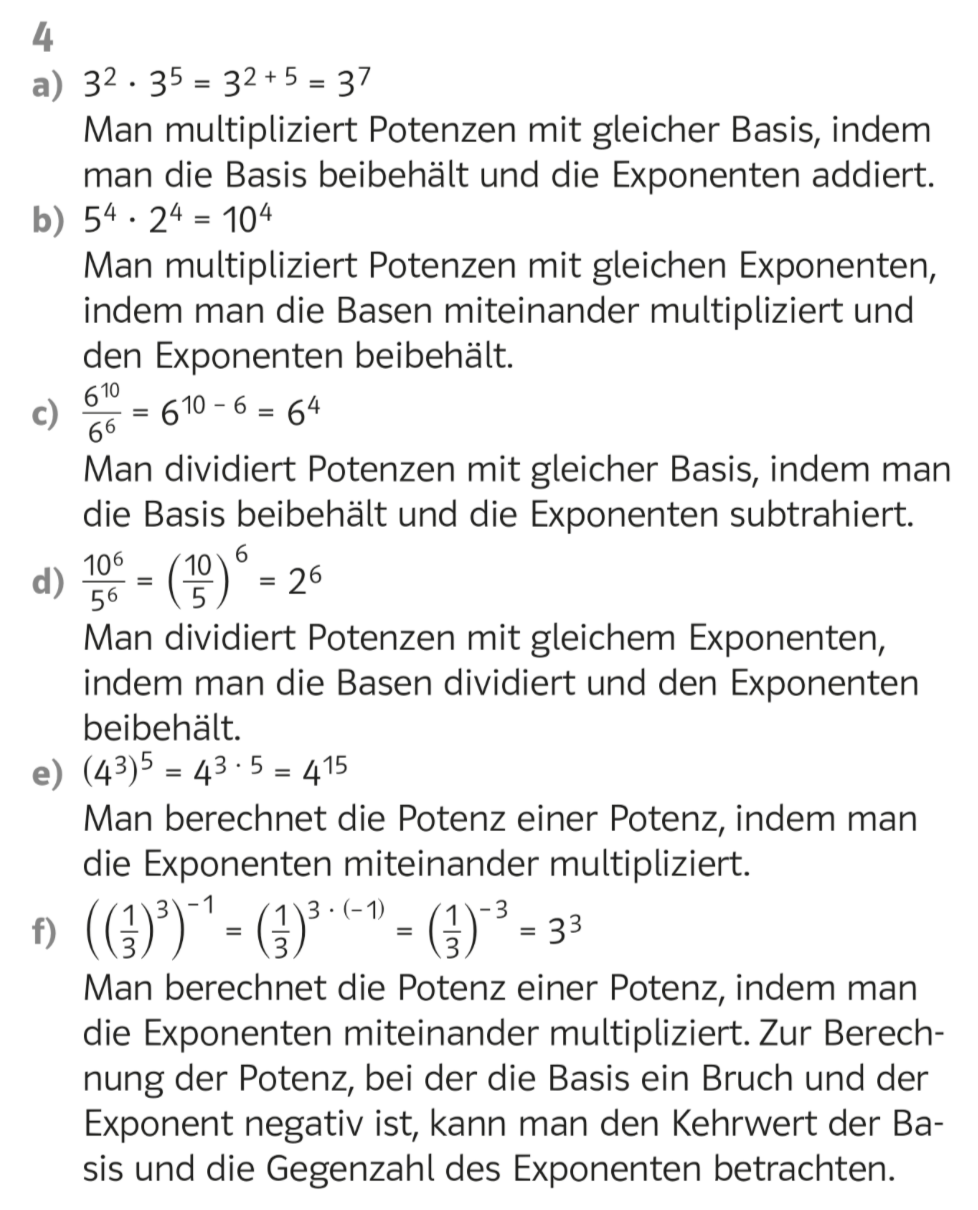 4
a) 3² · 3⁵ = 3² ⁺ ⁵ = 3⁷
Man multipliziert Potenzen mit gleicher Basis, indem
man die Basis beibehält und die Exponenten addiert.
b) 5⁴ · 2⁴ = 10⁴
Man multipliziert Potenzen mit gleichen Exponenten,
indem man die Basen miteinander multipliziert und
den Exponenten beibehält.
c) 6¹⁰/6⁶ = 6¹⁰ ⁻ ⁶ = 6⁴
Man dividiert Potenzen mit gleicher Basis, indem man
die Basis beibehält und die Exponenten subtrahiert.
d) 10⁶/5⁶ = (10/5)⁶ = 2⁶
Man dividiert Potenzen mit gleichem Exponenten,
indem man die Basen dividiert und den Exponenten
beibehält.
e) (4³)⁵ = 4³ ˙ ⁵ = 4¹⁵
Man berechnet die Potenz einer Potenz, indem man
die Exponenten miteinander multipliziert.
f) ((1/3)³)⁻¹ = (1/3)³ ˙ ⁽⁻¹⁾ = (1/3)⁻³ = 3³
Man berechnet die Potenz einer Potenz, indem man
die Exponenten miteinander multipliziert. Zur Berech-
nung der Potenz, bei der die Basis ein Bruch und der
Exponent negativ ist, kann man den Kehrwert der Ba-
sis und die Gegenzahl des Exponenten betrachten.